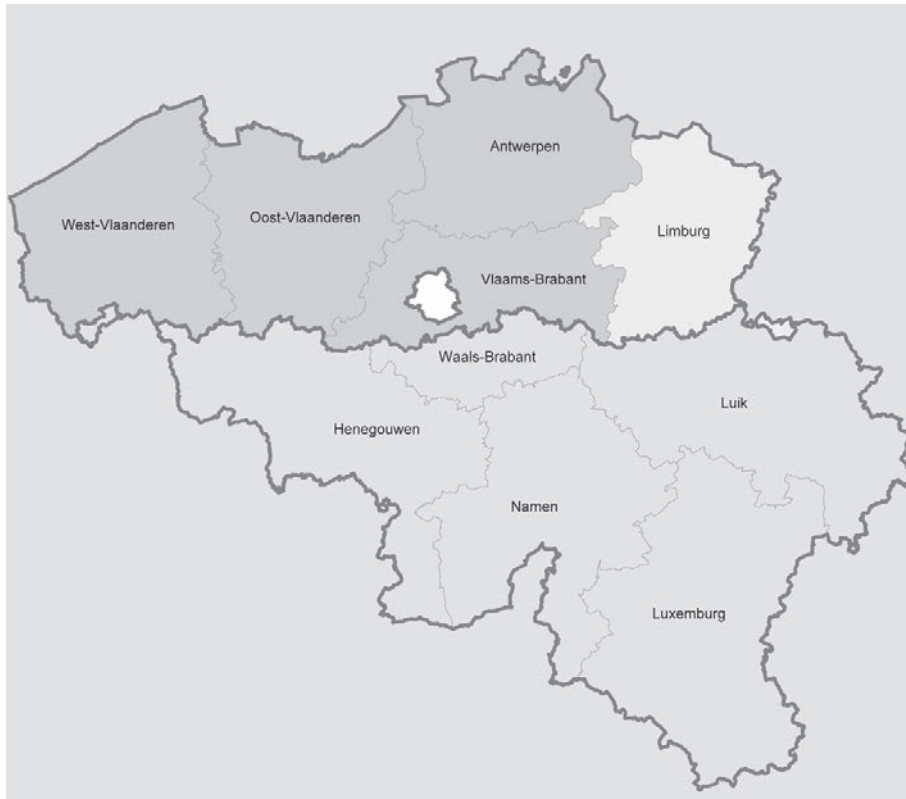 Antwerpen
West-Vlaanderen
Oost-Vlaanderen
Limburg
Vlaams-Brabant
Waals-Brabant
Luik
Henegouwen
Namen
Luxemburg